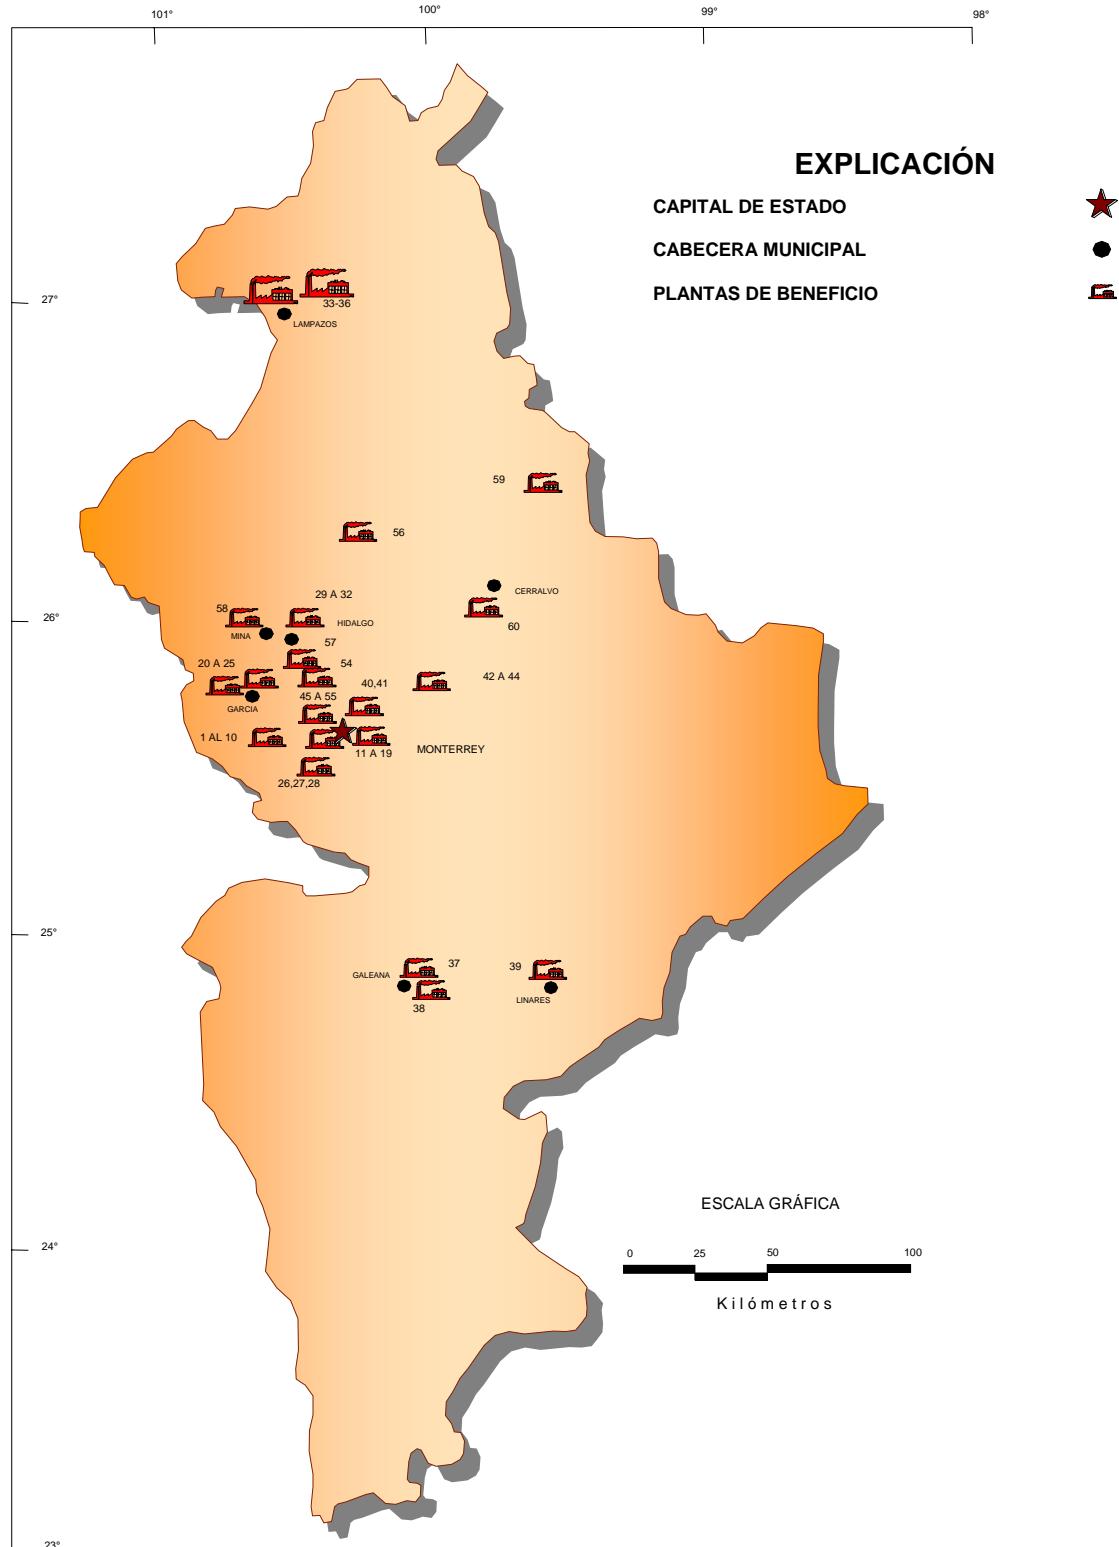 101°
100°
99°
98°
EXPLICACIÓN
CAPITAL DE ESTADO
CABECERA MUNICIPAL
PLANTAS DE BENEFICIO
27°
33-36
LAMPAZOS
59
56
CERRALVO
29 A 32
58
HIDALGO
26°
60
MINA
57
20 A 25
54
42 A 44
40,41
45 A 55
GARCIA
1 AL 10
11 A 19
MONTERREY
26,27,28
25°
37
39
GALEANA
LINARES
38
ESCALA GRÁFICA
24°
0 25 50 100
Kilómetros
23°